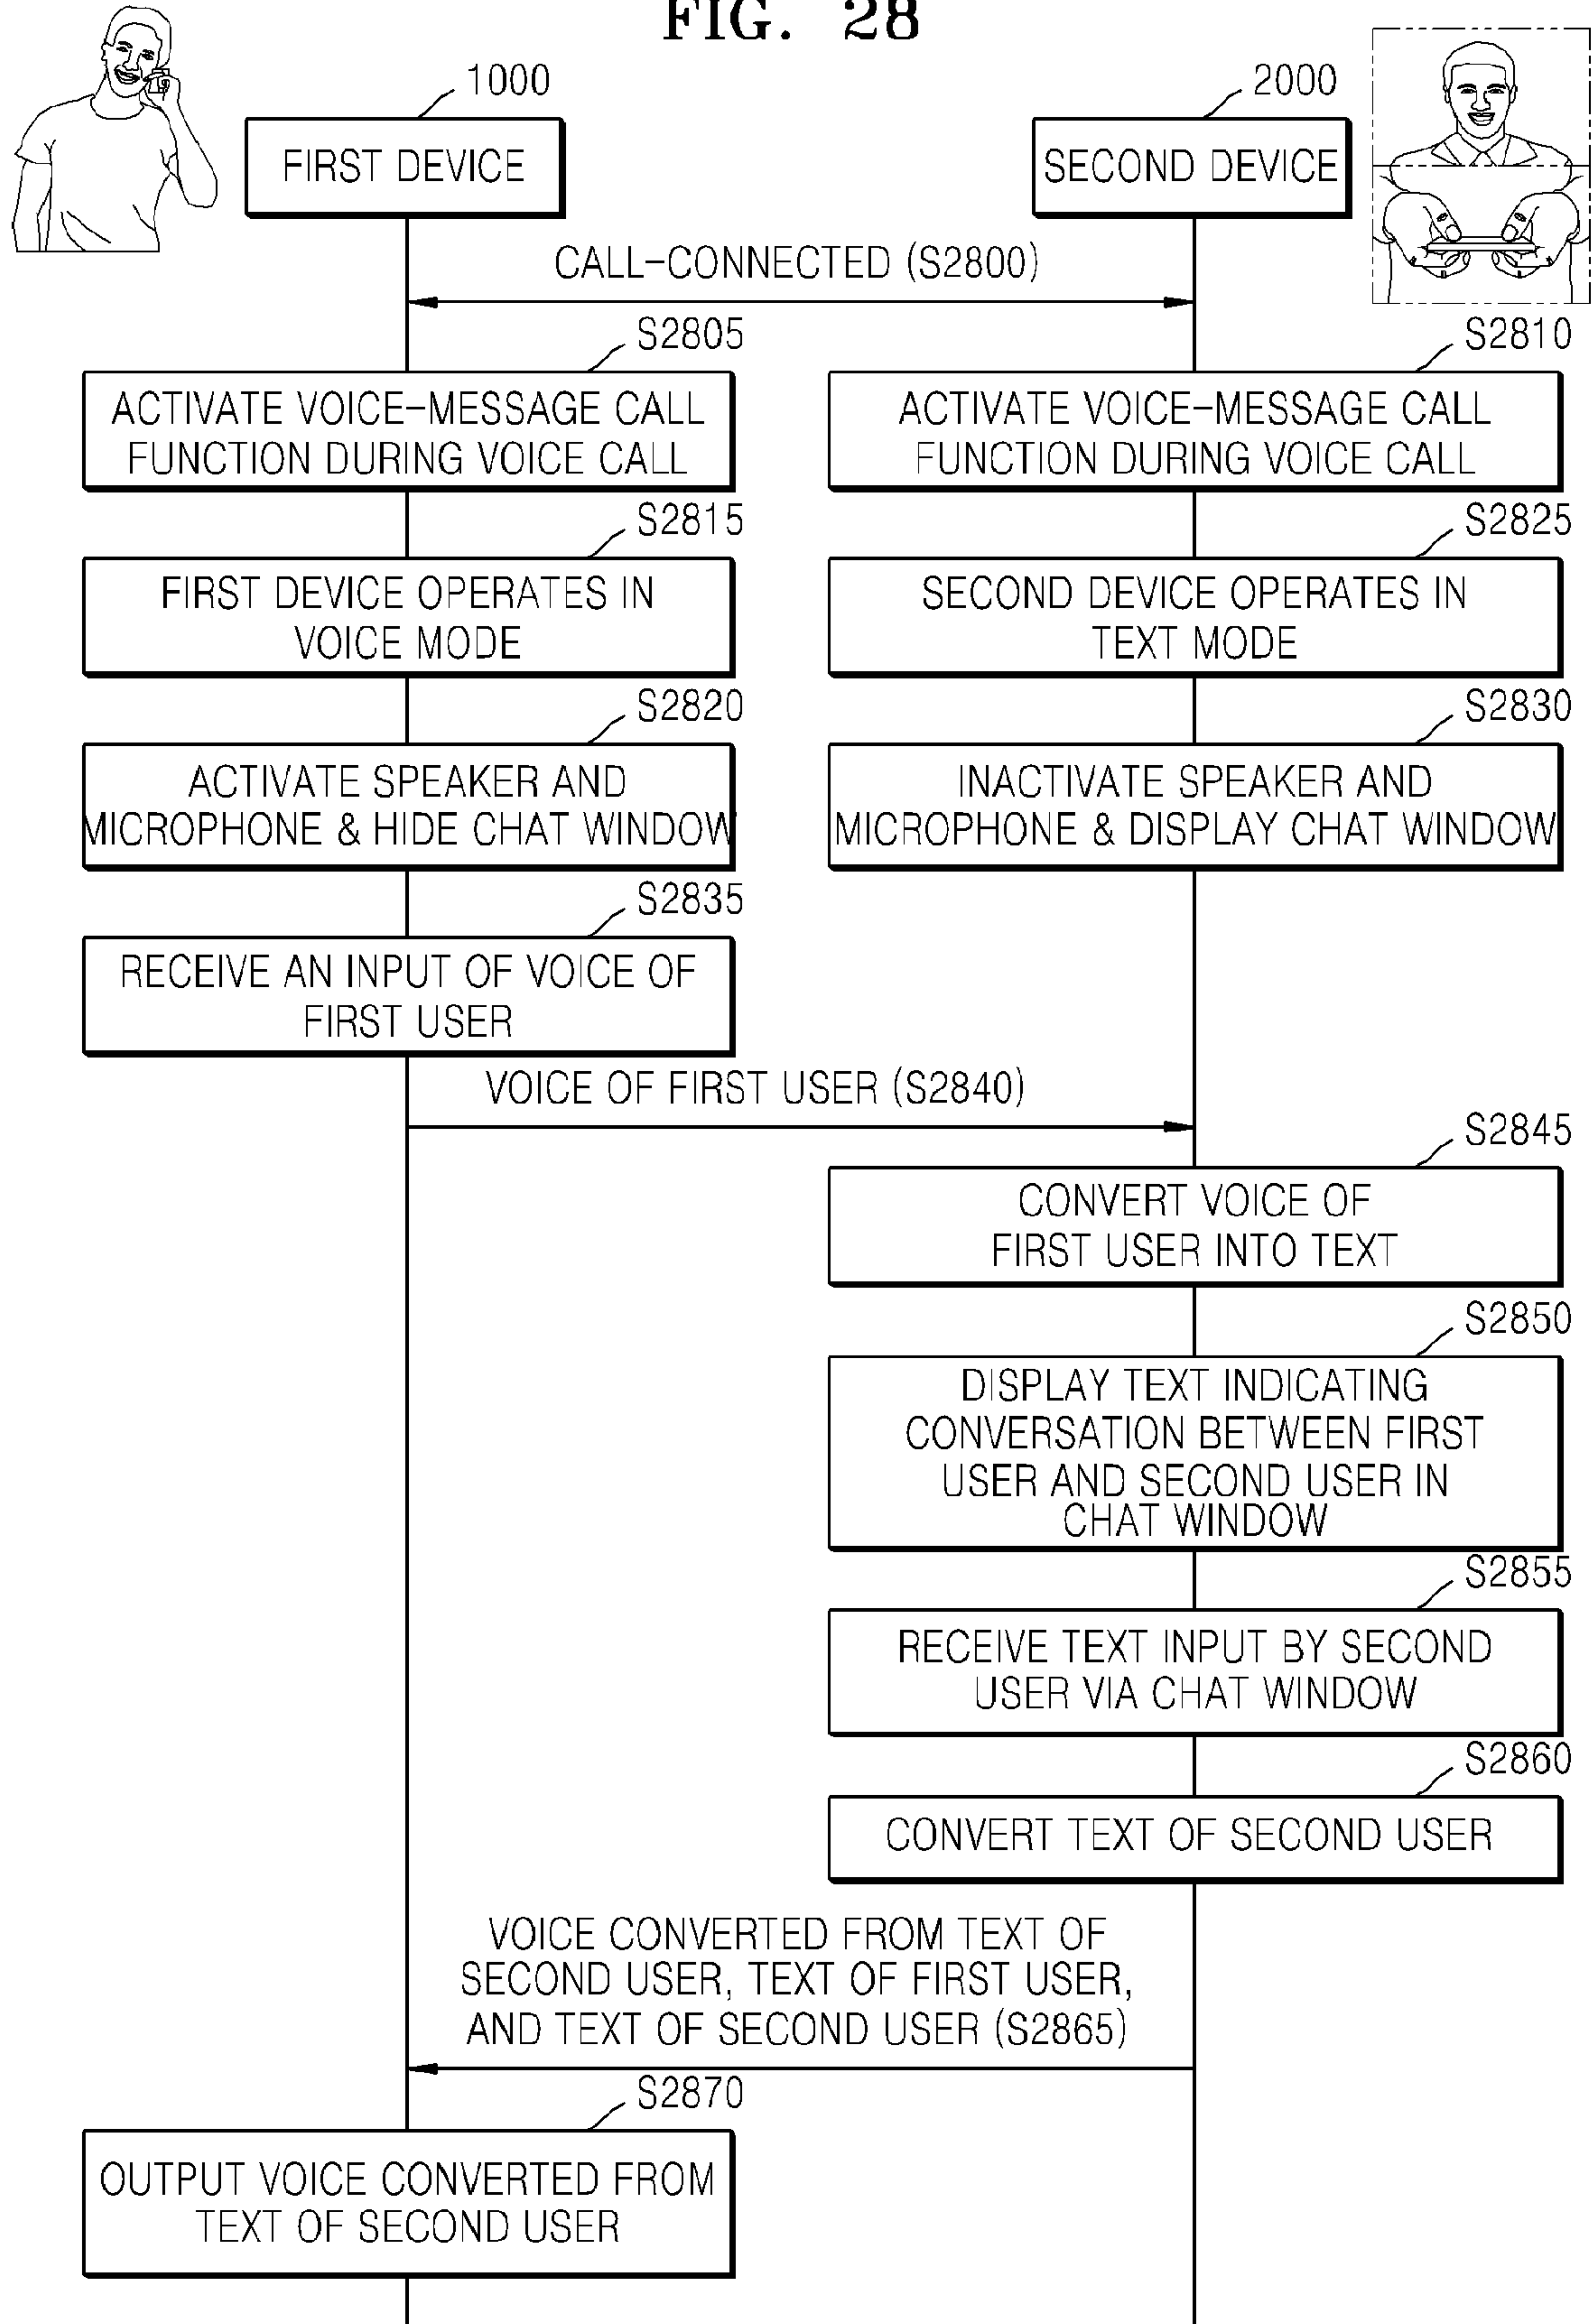 FIG. 28
1000
2000
FIRST DEVICE
SECOND DEVICE
CALL-CONNECTED (S2800)
S2805
S2810
ACTIVATE VOICE-MESSAGE CALL
FUNCTION DURING VOICE CALL
ACTIVATE VOICE-MESSAGE CALL
FUNCTION DURING VOICE CALL
S2815
S2825
FIRST DEVICE OPERATES IN
VOICE MODE
SECOND DEVICE OPERATES IN
TEXT MODE
S2820
S2830
ACTIVATE SPEAKER AND
MICROPHONE & HIDE CHAT WINDOW
INACTIVATE SPEAKER AND
MICROPHONE & DISPLAY CHAT WINDOW
S2835
RECEIVE AN INPUT OF VOICE OF
FIRST USER
VOICE OF FIRST USER (S2840)
S2845
CONVERT VOICE OF
FIRST USER INTO TEXT
S2850
DISPLAY TEXT INDICATING
CONVERSATION BETWEEN FIRST
USER AND SECOND USER IN
CHAT WINDOW
S2855
RECEIVE TEXT INPUT BY SECOND
USER VIA CHAT WINDOW
S2860
CONVERT TEXT OF SECOND USER
VOICE CONVERTED FROM TEXT OF
SECOND USER, TEXT OF FIRST USER,
AND TEXT OF SECOND USER (S2865)
S2870
OUTPUT VOICE CONVERTED FROM
TEXT OF SECOND USER